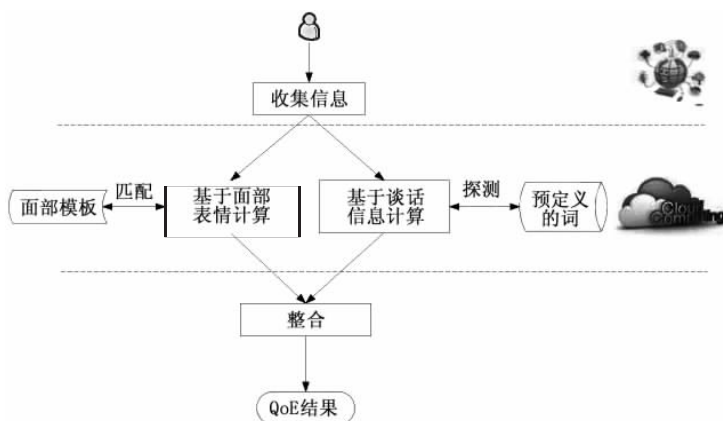 收集信息
匹配
探测
面部模板
基于面部
表情计算
基于谈话
信息计算
预定义
的词
Cloud
Computing
整合
QoE结果